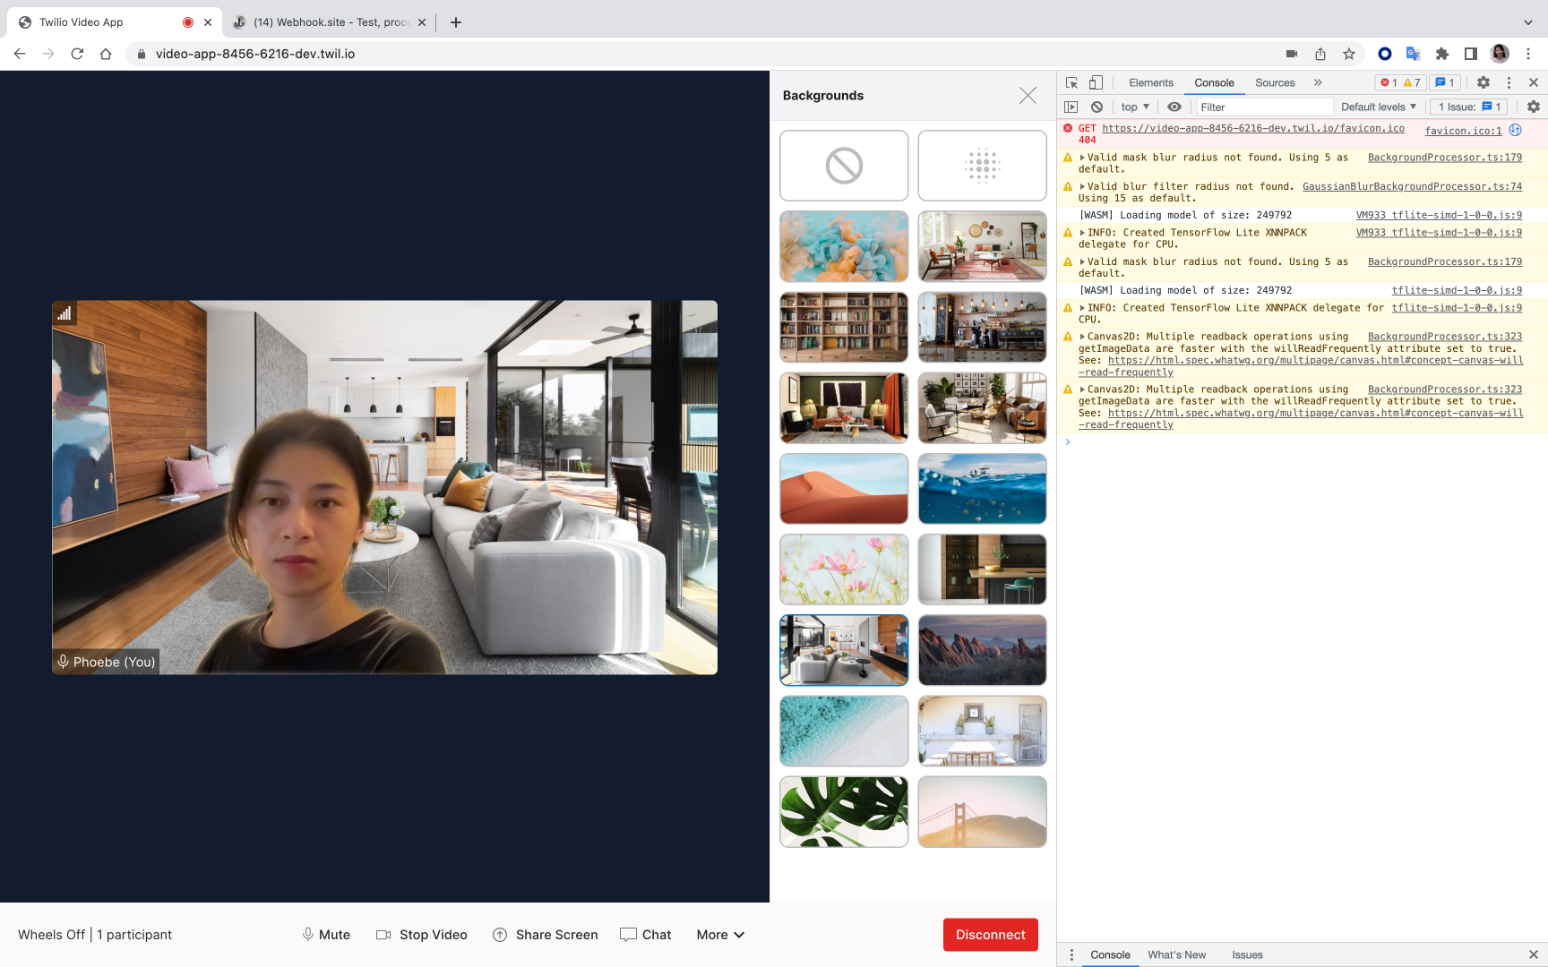 Twilio Video App
(14) Webhook.site - Test, proc
video-app-8456-6216-dev.twil.io
Backgrounds
Phoebe (You)
Wheels Off | 1 participant
Mute
Stop Video
Share Screen
Chat
More
Disconnect
Elements
Console
Sources
1
7
1
top
Filter
Default levels
1 Issue:
1
GET https://video-app-8456-6216-dev.twil.io/favicon.ico favicon.ico:1
404
Valid mask blur radius not found. Using 5 as BackgroundProcessor.ts:179
default.
Valid blur filter radius not found. GaussianBlurBackgroundProcessor.ts:74
Using 15 as default.
[WASM] Loading model of size: 249792 VM933 tflite-simd-1-0-0.js:9
INFO: Created TensorFlow Lite XNNPACK VM933 tflite-simd-1-0-0.js:9
delegate for CPU.
Valid mask blur radius not found. Using 5 as BackgroundProcessor.ts:179
default.
[WASM] Loading model of size: 249792 tflite-simd-1-0-0.js:9
INFO: Created TensorFlow Lite XNNPACK delegate for tflite-simd-1-0-0.js:9
CPU.
Canvas2D: Multiple readback operations using BackgroundProcessor.ts:323
getImageData are faster with the willReadFrequently attribute set to true.
See: https://html.spec.whatwg.org/multipage/canvas.html#concept-canvas-will
-read-frequently
Canvas2D: Multiple readback operations using BackgroundProcessor.ts:323
getImageData are faster with the willReadFrequently attribute set to true.
See: https://html.spec.whatwg.org/multipage/canvas.html#concept-canvas-will
-read-frequently
Console
What's New
Issues